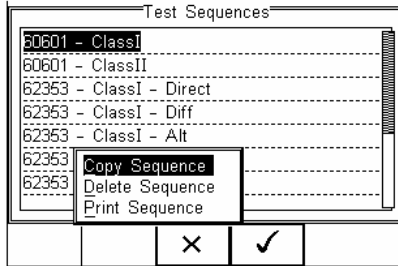 Test Sequences
60601 - ClassI
60601 - ClassII
62353 - ClassI - Direct
62353 - ClassI - Diff
62353 - ClassI - Alt
62353
62353
Copy Sequence
Delete Sequence
Print Sequence